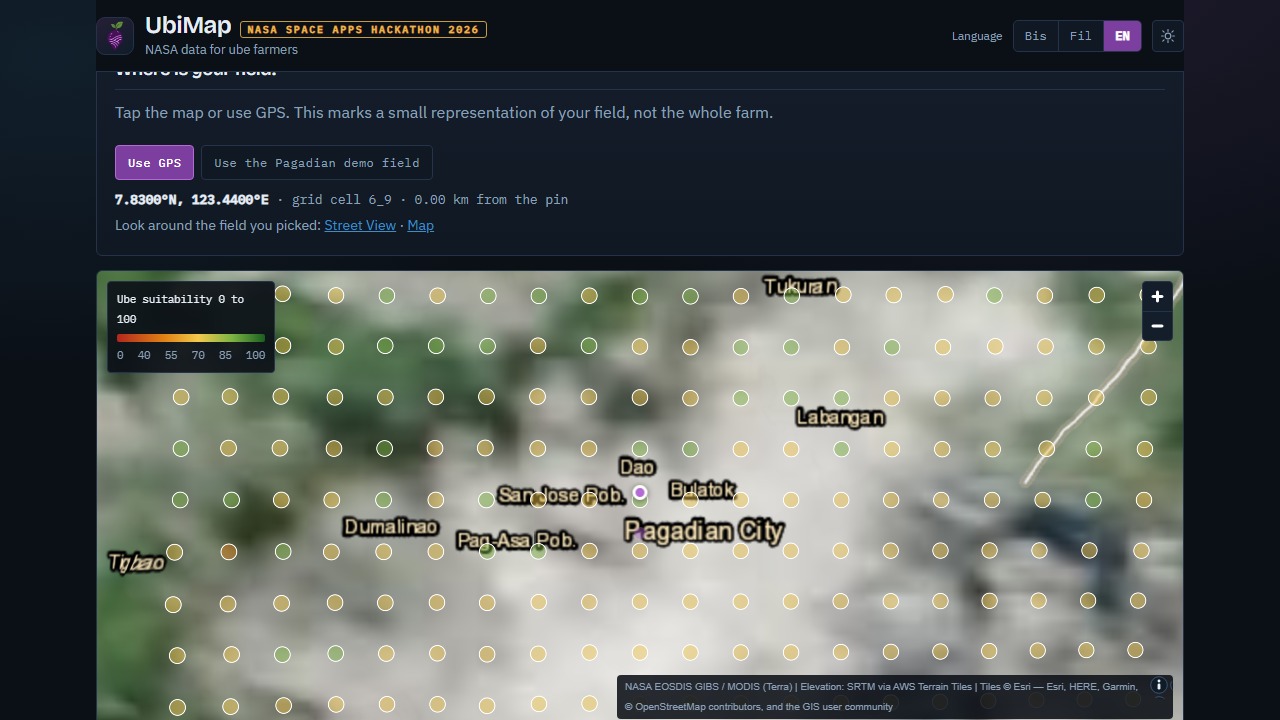 UbiMap
NASA SPACE APPS HACKATHON 2026
NASA data for ube farmers
Language
Bis
Fil
EN
Where is your field?
Tap the map or use GPS. This marks a small representation of your field, not the whole farm.
Use GPS
Use the Pagadian demo field
7.8300°N, 123.4400°E · grid cell 6_9 · 0.00 km from the pin
Look around the field you picked: Street View · Map
Ube suitability 0 to
100
0 40 55 70 85 100
+
−
Tukuran
Labangan
Dao
San Jose Pob.
Bulatok
Dumalinao
Pag-Asa Pob.
Pagadian City
Tigbao
NASA EOSDIS GIBS / MODIS (Terra) | Elevation: SRTM via AWS Terrain Tiles | Tiles © Esri — Esri, HERE, Garmin,
© OpenStreetMap contributors, and the GIS user community